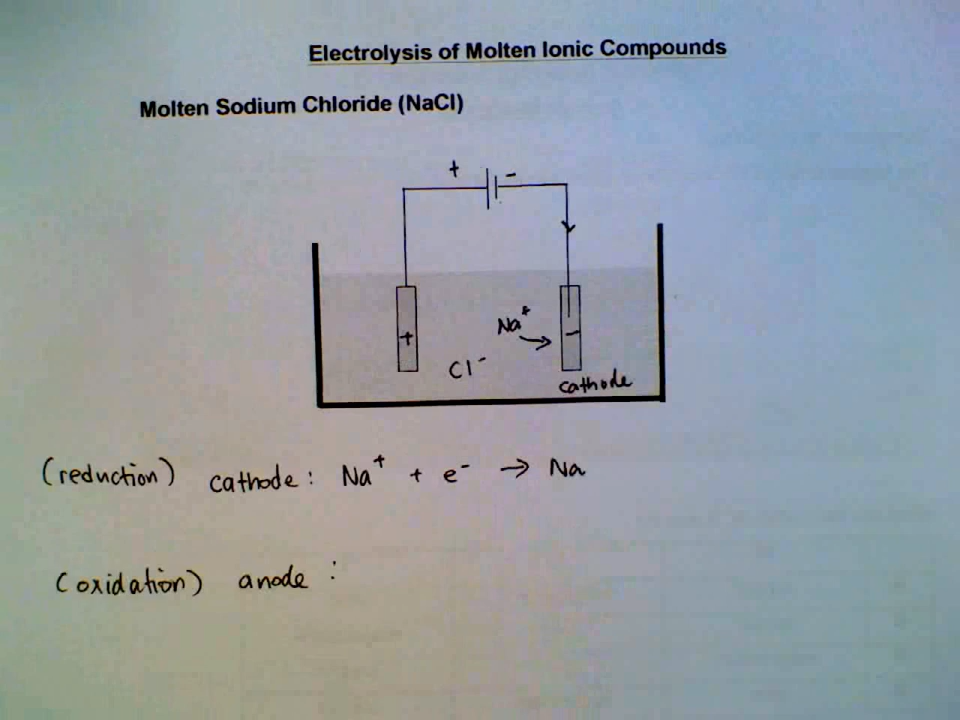 Electrolysis of Molten Ionic Compounds
Molten Sodium Chloride (NaCl)
+ -
Na⁺
+ -
Cl⁻
cathode
(reduction) cathode: Na⁺ + e⁻ → Na
(oxidation) anode :